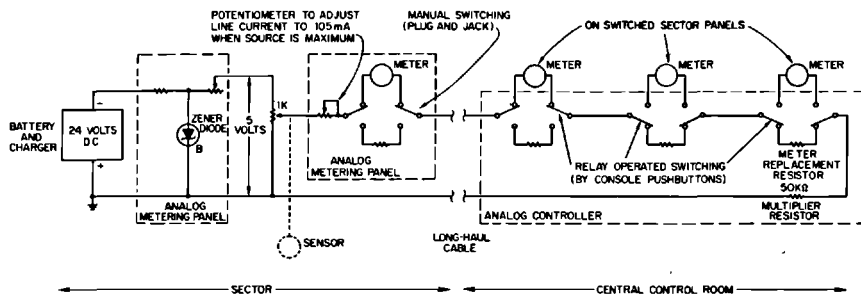 POTENTIOMETER TO ADJUST
LINE CURRENT TO 105mA
WHEN SOURCE IS MAXIMUM
MANUAL SWITCHING
(PLUG AND JACK)
ON SWITCHED SECTOR PANELS
METER
METER
METER
METER
BATTERY
AND
CHARGER
24 VOLTS
D.C
-
+
ZENER
DIODE
B
5
VOLTS
1K
ANALOG
METERING PANEL
ANALOG
METERING PANEL
SENSOR
LONG-HAUL
CABLE
RELAY OPERATED SWITCHING
(BY CONSOLE PUSHBUTTONS)
METER
REPLACEMENT
RESISTOR
50KΩ
MULTIPLIER
RESISTOR
ANALOG CONTROLLER
SECTOR
CENTRAL CONTROL ROOM